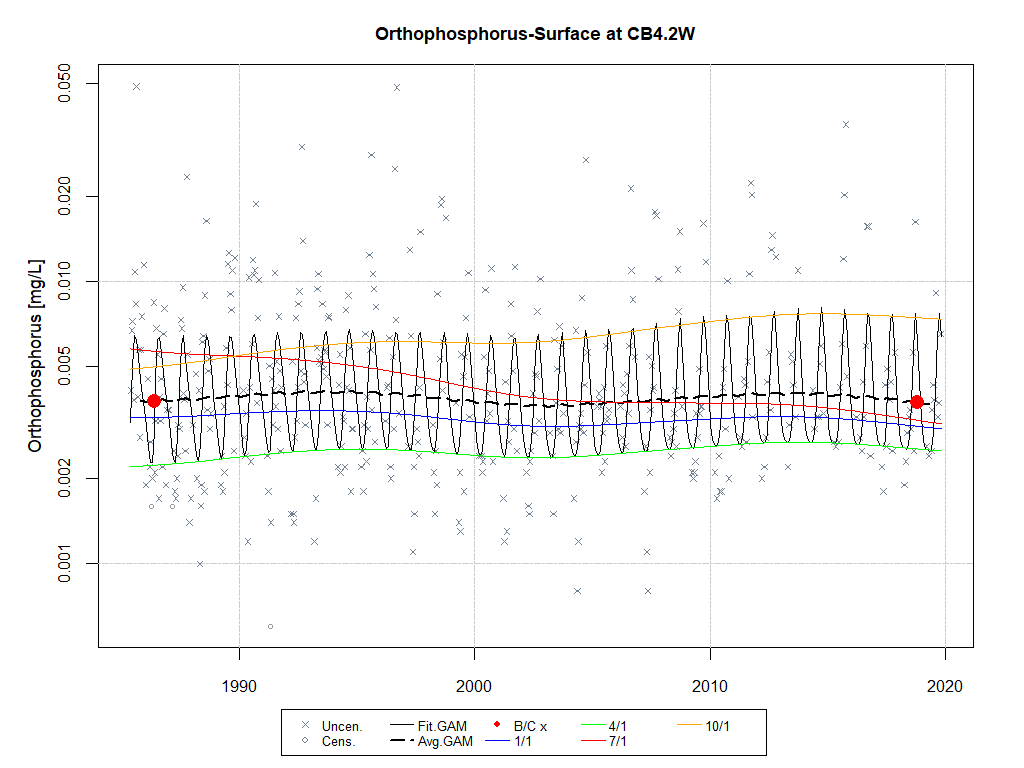 Orthophosphorus-Surface at CB4.2W
Orthophosphorus [mg/L]
0.050
0.020
0.010
0.005
0.002
0.001
1990 2000 2010 2020
Uncen. Fit.GAM B/C x 4/1 10/1
Cens. Avg.GAM 1/1 7/1